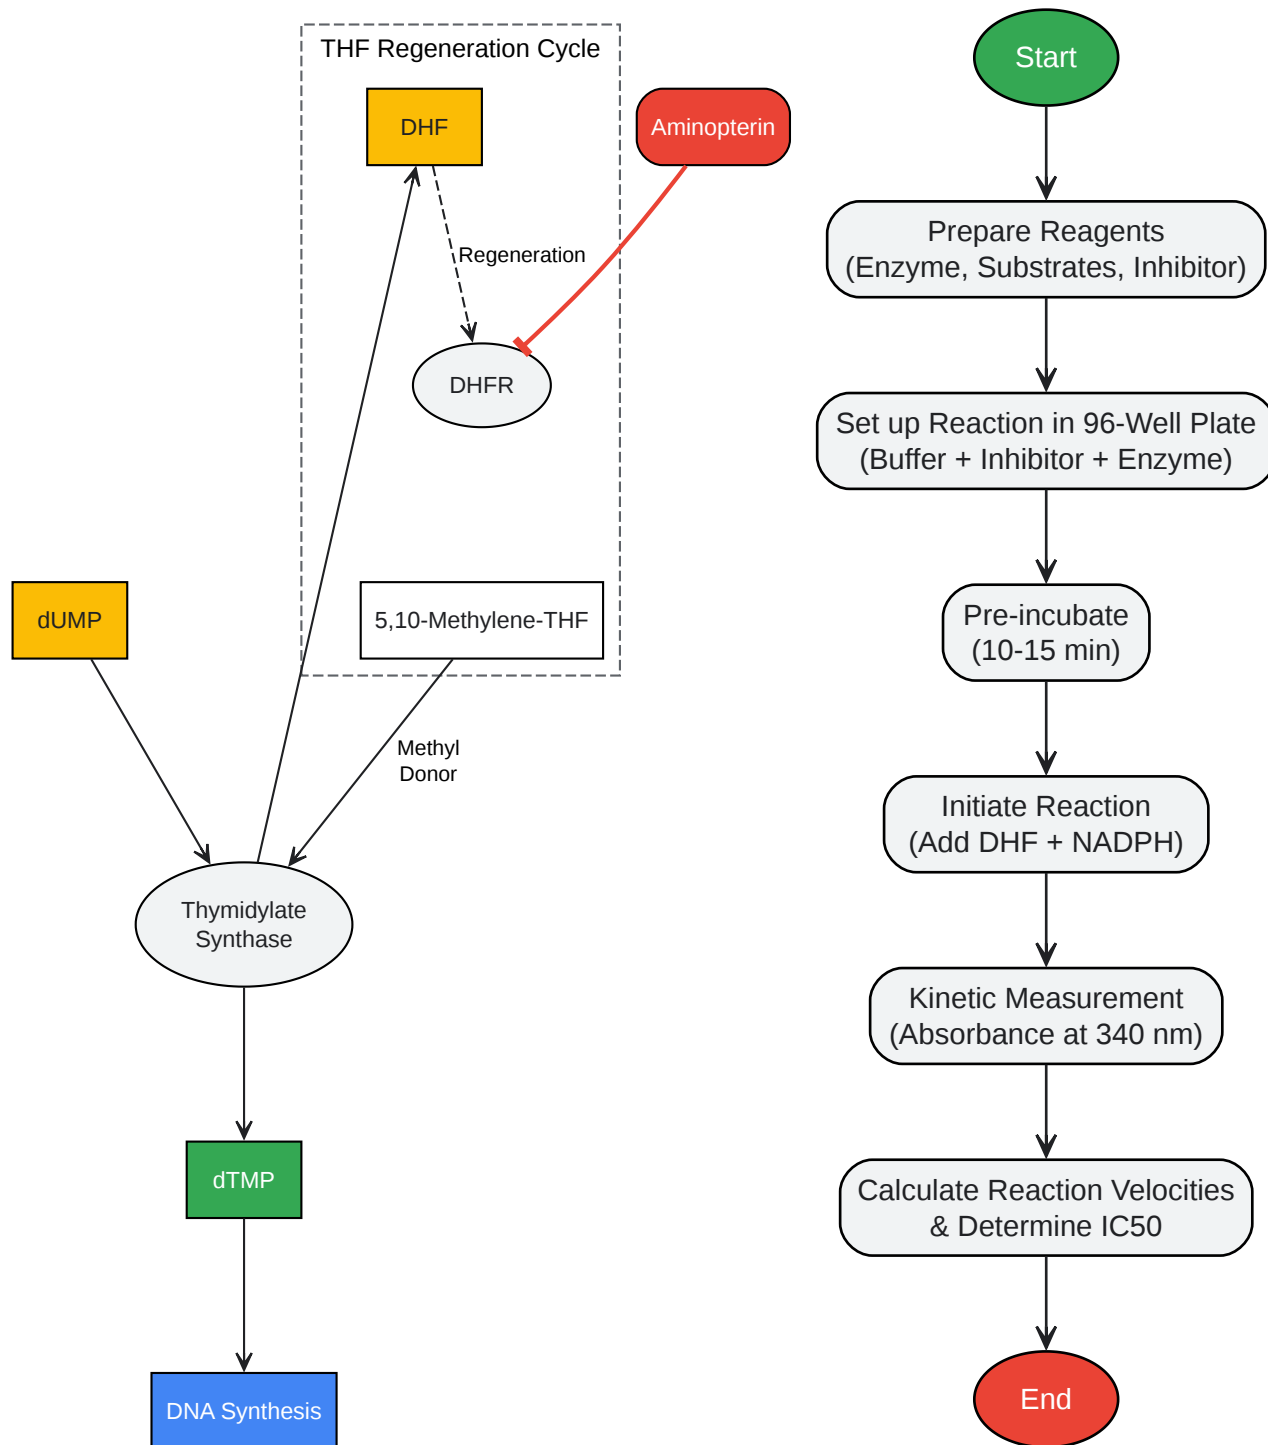 THF Regeneration Cycle
DHF
Aminopterin
Regeneration
DHFR
dUMP
5,10-Methylene-THF
Methyl
Donor
Thymidylate
Synthase
dTMP
DNA Synthesis
Start
Prepare Reagents
(Enzyme, Substrates, Inhibitor)
Set up Reaction in 96-Well Plate
(Buffer + Inhibitor + Enzyme)
Pre-incubate
(10-15 min)
Initiate Reaction
(Add DHF + NADPH)
Kinetic Measurement
(Absorbance at 340 nm)
Calculate Reaction Velocities
& Determine IC50
End